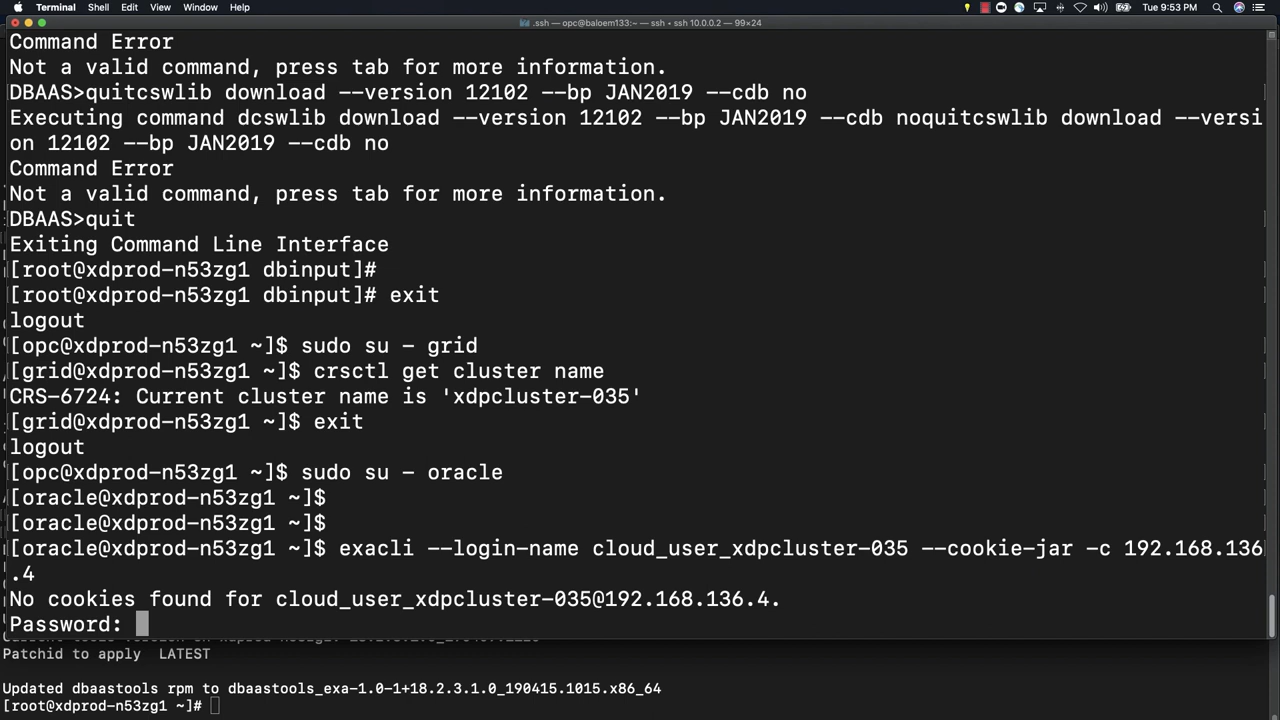 Terminal Shell Edit View Window Help Tue 9:53 PM
.ssh — opc@baloem133:~ — ssh ‹ ssh 10.0.0.2 — 99×24
Command Error
Not a valid command, press tab for more information.
DBAAS>quitcswlib download --version 12102 --bp JAN2019 --cdb no
Executing command dcswlib download --version 12102 --bp JAN2019 --cdb noquitcswlib download --versi
on 12102 --bp JAN2019 --cdb no
Command Error
Not a valid command, press tab for more information.
DBAAS>quit
Exiting Command Line Interface
[root@xdprod-n53zg1 dbinput]#
[root@xdprod-n53zg1 dbinput]# exit
logout
[opc@xdprod-n53zg1 ~]$ sudo su - grid
[grid@xdprod-n53zg1 ~]$ crsctl get cluster name
CRS-6724: Current cluster name is 'xdpcluster-035'
[grid@xdprod-n53zg1 ~]$ exit
logout
[opc@xdprod-n53zg1 ~]$ sudo su - oracle
[oracle@xdprod-n53zg1 ~]$
[oracle@xdprod-n53zg1 ~]$
[oracle@xdprod-n53zg1 ~]$ exacli --login-name cloud_user_xdpcluster-035 --cookie-jar -c 192.168.136
.4
No cookies found for cloud_user_xdpcluster-035@192.168.136.4.
Password:
Patchid to apply LATEST
Updated dbaastools rpm to dbaastools_exa-1.0-1+18.2.3.1.0_190415.1015.x86_64
[root@xdprod-n53zg1 ~]#